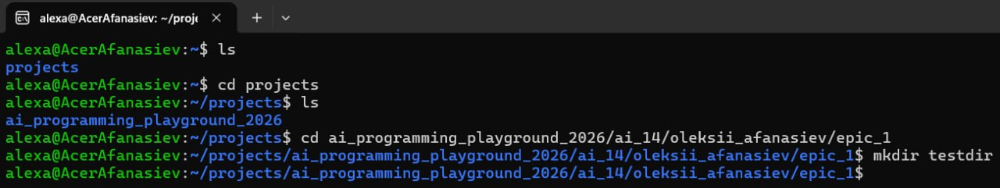 alexa@AcerAfanasiev: ~/proje
alexa@AcerAfanasiev:~$ ls
projects
alexa@AcerAfanasiev:~$ cd projects
alexa@AcerAfanasiev:~/projects$ ls
ai_programming_playground_2026
alexa@AcerAfanasiev:~/projects$ cd ai_programming_playground_2026/ai_14/oleksii_afanasiev/epic_1
alexa@AcerAfanasiev:~/projects/ai_programming_playground_2026/ai_14/oleksii_afanasiev/epic_1$ mkdir testdir
alexa@AcerAfanasiev:~/projects/ai_programming_playground_2026/ai_14/oleksii_afanasiev/epic_1$